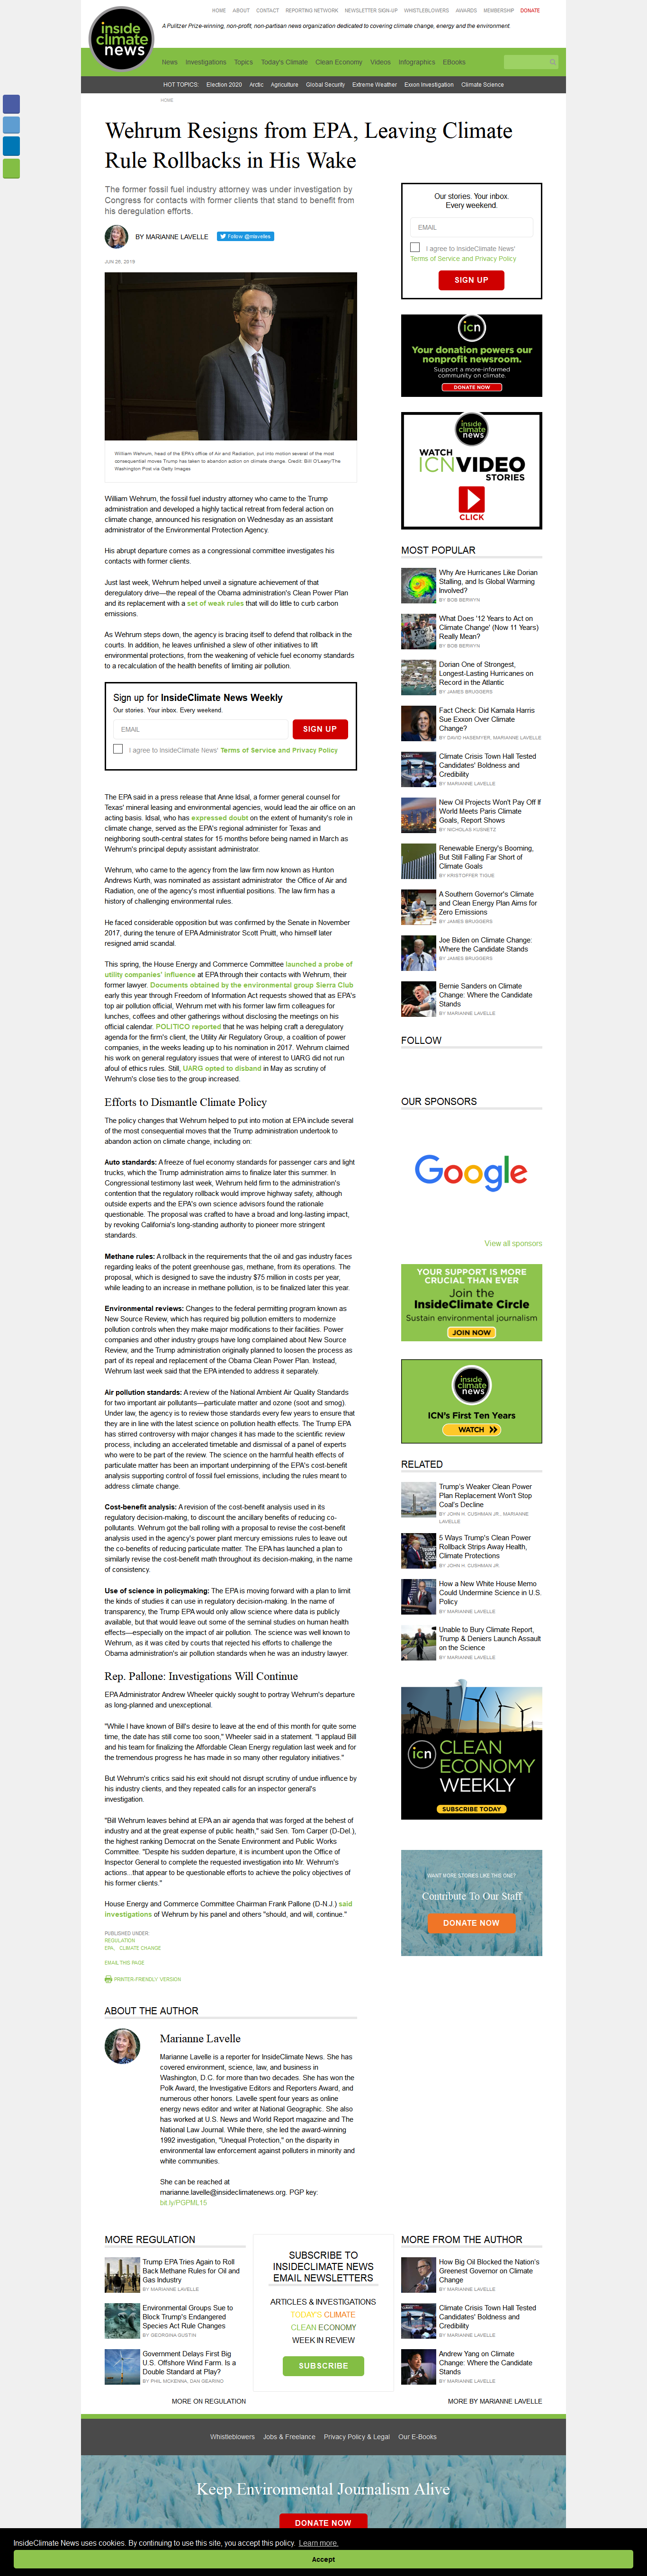 HOME ABOUT CONTACT REPORTING NETWORK NEWSLETTER SIGN-UP WHISTLEBLOWERS AWARDS MEMBERSHIP DONATE
inside
climate
news
A Pulitzer Prize-winning, non-profit, non-partisan news organization dedicated to covering climate change, energy and the environment.
News Investigations Topics Today's Climate Clean Economy Videos Infographics EBooks
HOT TOPICS: Election 2020 Arctic Agriculture Global Security Extreme Weather Exxon Investigation Climate Science
HOME
Wehrum Resigns from EPA, Leaving Climate
Rule Rollbacks in His Wake
The former fossil fuel industry attorney was under investigation by
Congress for contacts with former clients that stand to benefit from
his deregulation efforts.
BY MARIANNE LAVELLE
Follow @mlavelles
JUN 26, 2019
William Wehrum, head of the EPA's office of Air and Radiation, put into motion several of the most
consequential moves Trump has taken to abandon action on climate change. Credit: Bill O'Leary/The
Washington Post via Getty Images
William Wehrum, the fossil fuel industry attorney who came to the Trump
administration and developed a highly tactical retreat from federal action on
climate change, announced his resignation on Wednesday as an assistant
administrator of the Environmental Protection Agency.
His abrupt departure comes as a congressional committee investigates his
contacts with former clients.
Just last week, Wehrum helped unveil a signature achievement of that
deregulatory drive—the repeal of the Obama administration's Clean Power Plan
and its replacement with a set of weak rules that will do little to curb carbon
emissions.
As Wehrum steps down, the agency is bracing itself to defend that rollback in the
courts. In addition, he leaves unfinished a slew of other initiatives to lift
environmental protections, from the weakening of vehicle fuel economy standards
to a recalculation of the health benefits of limiting air pollution.
Sign up for InsideClimate News Weekly
Our stories. Your inbox. Every weekend.
EMAIL
SIGN UP
I agree to InsideClimate News' Terms of Service and Privacy Policy
The EPA said in a press release that Anne Idsal, a former general counsel for
Texas' mineral leasing and environmental agencies, would lead the air office on an
acting basis. Idsal, who has expressed doubt on the extent of humanity's role in
climate change, served as the EPA's regional administer for Texas and
neighboring south-central states for 15 months before being named in March as
Wehrum's principal deputy assistant administrator.
Wehrum, who came to the agency from the law firm now known as Hunton
Andrews Kurth, was nominated as assistant administrator the Office of Air and
Radiation, one of the agency's most influential positions. The law firm has a
history of challenging environmental rules.
He faced considerable opposition but was confirmed by the Senate in November
2017, during the tenure of EPA Administrator Scott Pruitt, who himself later
resigned amid scandal.
This spring, the House Energy and Commerce Committee launched a probe of
utility companies' influence at EPA through their contacts with Wehrum, their
former lawyer. Documents obtained by the environmental group Sierra Club
early this year through Freedom of Information Act requests showed that as EPA's
top air pollution official, Wehrum met with his former law firm colleagues for
lunches, coffees and other gatherings without disclosing the meetings on his
official calendar. POLITICO reported that he was helping craft a deregulatory
agenda for the firm's client, the Utility Air Regulatory Group, a coalition of power
companies, in the weeks leading up to his nomination in 2017. Wehrum claimed
his work on general regulatory issues that were of interest to UARG did not run
afoul of ethics rules. Still, UARG opted to disband in May as scrutiny of
Wehrum's close ties to the group increased.
Efforts to Dismantle Climate Policy
The policy changes that Wehrum helped to put into motion at EPA include several
of the most consequential moves that the Trump administration undertook to
abandon action on climate change, including on:
Auto standards: A freeze of fuel economy standards for passenger cars and light
trucks, which the Trump administration aims to finalize later this summer. In
Congressional testimony last week, Wehrum held firm to the administration's
contention that the regulatory rollback would improve highway safety, although
outside experts and the EPA's own science advisors found the rationale
questionable. The proposal was crafted to have a broad and long-lasting impact,
by revoking California's long-standing authority to pioneer more stringent
standards.
Methane rules: A rollback in the requirements that the oil and gas industry faces
regarding leaks of the potent greenhouse gas, methane, from its operations. The
proposal, which is designed to save the industry $75 million in costs per year,
while leading to an increase in methane pollution, is to be finalized later this year.
Environmental reviews: Changes to the federal permitting program known as
New Source Review, which has required big pollution emitters to modernize
pollution controls when they make major modifications to their facilities. Power
companies and other industry groups have long complained about New Source
Review, and the Trump administration originally planned to loosen the process as
part of its repeal and replacement of the Obama Clean Power Plan. Instead,
Wehrum last week said that the EPA intended to address it separately.
Air pollution standards: A review of the National Ambient Air Quality Standards
for two important air pollutants—particulate matter and ozone (soot and smog).
Under law, the agency is to review those standards every few years to ensure that
they are in line with the latest science on pollution health effects. The Trump EPA
has stirred controversy with major changes it has made to the scientific review
process, including an accelerated timetable and dismissal of a panel of experts
who were to be part of the review. The science on the harmful health effects of
particulate matter has been an important underpinning of the EPA's cost-benefit
analysis supporting control of fossil fuel emissions, including the rules meant to
address climate change.
Cost-benefit analysis: A revision of the cost-benefit analysis used in its
regulatory decision-making, to discount the ancillary benefits of reducing co-
pollutants. Wehrum got the ball rolling with a proposal to revise the cost-benefit
analysis used in the agency's power plant mercury emissions rules to leave out
the co-benefits of reducing particulate matter. The EPA has launched a plan to
similarly revise the cost-benefit math throughout its decision-making, in the name
of consistency.
Use of science in policymaking: The EPA is moving forward with a plan to limit
the kinds of studies it can use in regulatory decision-making. In the name of
transparency, the Trump EPA would only allow science where data is publicly
available, but that would leave out some of the seminal studies on human health
effects—especially on the impact of air pollution. The science was well known to
Wehrum, as it was cited by courts that rejected his efforts to challenge the
Obama administration's air pollution standards when he was an industry lawyer.
Rep. Pallone: Investigations Will Continue
EPA Administrator Andrew Wheeler quickly sought to portray Wehrum's departure
as long-planned and unexceptional.
"While I have known of Bill's desire to leave at the end of this month for quite some
time, the date has still come too soon," Wheeler said in a statement. "I applaud Bill
and his team for finalizing the Affordable Clean Energy regulation last week and for
the tremendous progress he has made in so many other regulatory initiatives."
But Wehrum's critics said his exit should not disrupt scrutiny of undue influence by
his industry clients, and they repeated calls for an inspector general's
investigation.
"Bill Wehrum leaves behind at EPA an air agenda that was forged at the behest of
industry and at the great expense of public health," said Sen. Tom Carper (D-Del.),
the highest ranking Democrat on the Senate Environment and Public Works
Committee. "Despite his sudden departure, it is incumbent upon the Office of
Inspector General to complete the requested investigation into Mr. Wehrum's
actions...that appear to be questionable efforts to achieve the policy objectives of
his former clients."
House Energy and Commerce Committee Chairman Frank Pallone (D-N.J.) said
investigations of Wehrum by his panel and others "should, and will, continue."
PUBLISHED UNDER:
REGULATION
EPA, CLIMATE CHANGE
EMAIL THIS PAGE
PRINTER-FRIENDLY VERSION
ABOUT THE AUTHOR
Marianne Lavelle
Marianne Lavelle is a reporter for InsideClimate News. She has
covered environment, science, law, and business in
Washington, D.C. for more than two decades. She has won the
Polk Award, the Investigative Editors and Reporters Award, and
numerous other honors. Lavelle spent four years as online
energy news editor and writer at National Geographic. She also
has worked at U.S. News and World Report magazine and The
National Law Journal. While there, she led the award-winning
1992 investigation, "Unequal Protection," on the disparity in
environmental law enforcement against polluters in minority and
white communities.
She can be reached at
marianne.lavelle@insideclimatenews.org. PGP key:
bit.ly/PGPML15
Our stories. Your inbox.
Every weekend.
EMAIL
I agree to InsideClimate News'
Terms of Service and Privacy Policy
SIGN UP
icn
Your donation powers our
nonprofit newsroom.
Support a more-informed
community on climate.
DONATE NOW
inside
climate
news
WATCH
ICNVIDEO
STORIES
CLICK
MOST POPULAR
Why Are Hurricanes Like Dorian
Stalling, and Is Global Warming
Involved?
BY BOB BERWYN
What Does '12 Years to Act on
Climate Change' (Now 11 Years)
Really Mean?
BY BOB BERWYN
Dorian One of Strongest,
Longest-Lasting Hurricanes on
Record in the Atlantic
BY JAMES BRUGGERS
Fact Check: Did Kamala Harris
Sue Exxon Over Climate
Change?
BY DAVID HASEMYER, MARIANNE LAVELLE
Climate Crisis Town Hall Tested
Candidates' Boldness and
Credibility
BY MARIANNE LAVELLE
New Oil Projects Won't Pay Off If
World Meets Paris Climate
Goals, Report Shows
BY NICHOLAS KUSNETZ
Renewable Energy's Booming,
But Still Falling Far Short of
Climate Goals
BY KRISTOFFER TIGUE
A Southern Governor's Climate
and Clean Energy Plan Aims for
Zero Emissions
BY JAMES BRUGGERS
Joe Biden on Climate Change:
Where the Candidate Stands
BY JAMES BRUGGERS
Bernie Sanders on Climate
Change: Where the Candidate
Stands
BY MARIANNE LAVELLE
FOLLOW
OUR SPONSORS
Google
View all sponsors
YOUR SUPPORT IS MORE
CRUCIAL THAN EVER
Join the
InsideClimate Circle
Sustain environmental journalism
JOIN NOW
inside
climate
news
ICN's First Ten Years
WATCH
RELATED
Trump's Weaker Clean Power
Plan Replacement Won't Stop
Coal's Decline
BY JOHN H. CUSHMAN JR., MARIANNE
LAVELLE
5 Ways Trump's Clean Power
Rollback Strips Away Health,
Climate Protections
BY JOHN H. CUSHMAN JR.
How a New White House Memo
Could Undermine Science in U.S.
Policy
BY MARIANNE LAVELLE
Unable to Bury Climate Report,
Trump & Deniers Launch Assault
on the Science
BY MARIANNE LAVELLE
icn
CLEAN
ECONOMY
WEEKLY
SUBSCRIBE TODAY
WANT MORE STORIES LIKE THIS ONE?
Contribute To Our Staff
DONATE NOW
MORE REGULATION
Trump EPA Tries Again to Roll
Back Methane Rules for Oil and
Gas Industry
BY MARIANNE LAVELLE
Environmental Groups Sue to
Block Trump's Endangered
Species Act Rule Changes
BY GEORGINA GUSTIN
Government Delays First Big
U.S. Offshore Wind Farm. Is a
Double Standard at Play?
BY PHIL MCKENNA, DAN GEARINO
MORE ON REGULATION
SUBSCRIBE TO
INSIDECLIMATE NEWS
EMAIL NEWSLETTERS
ARTICLES & INVESTIGATIONS
TODAY'S CLIMATE
CLEAN ECONOMY
WEEK IN REVIEW
SUBSCRIBE
MORE FROM THE AUTHOR
How Big Oil Blocked the Nation's
Greenest Governor on Climate
Change
BY MARIANNE LAVELLE
Climate Crisis Town Hall Tested
Candidates' Boldness and
Credibility
BY MARIANNE LAVELLE
Andrew Yang on Climate
Change: Where the Candidate
Stands
BY MARIANNE LAVELLE
MORE BY MARIANNE LAVELLE
Whistleblowers Jobs & Freelance Privacy Policy & Legal Our E-Books
Keep Environmental Journalism Alive
DONATE NOW
InsideClimate News uses cookies. By continuing to use this site, you accept this policy. Learn more.
Accept